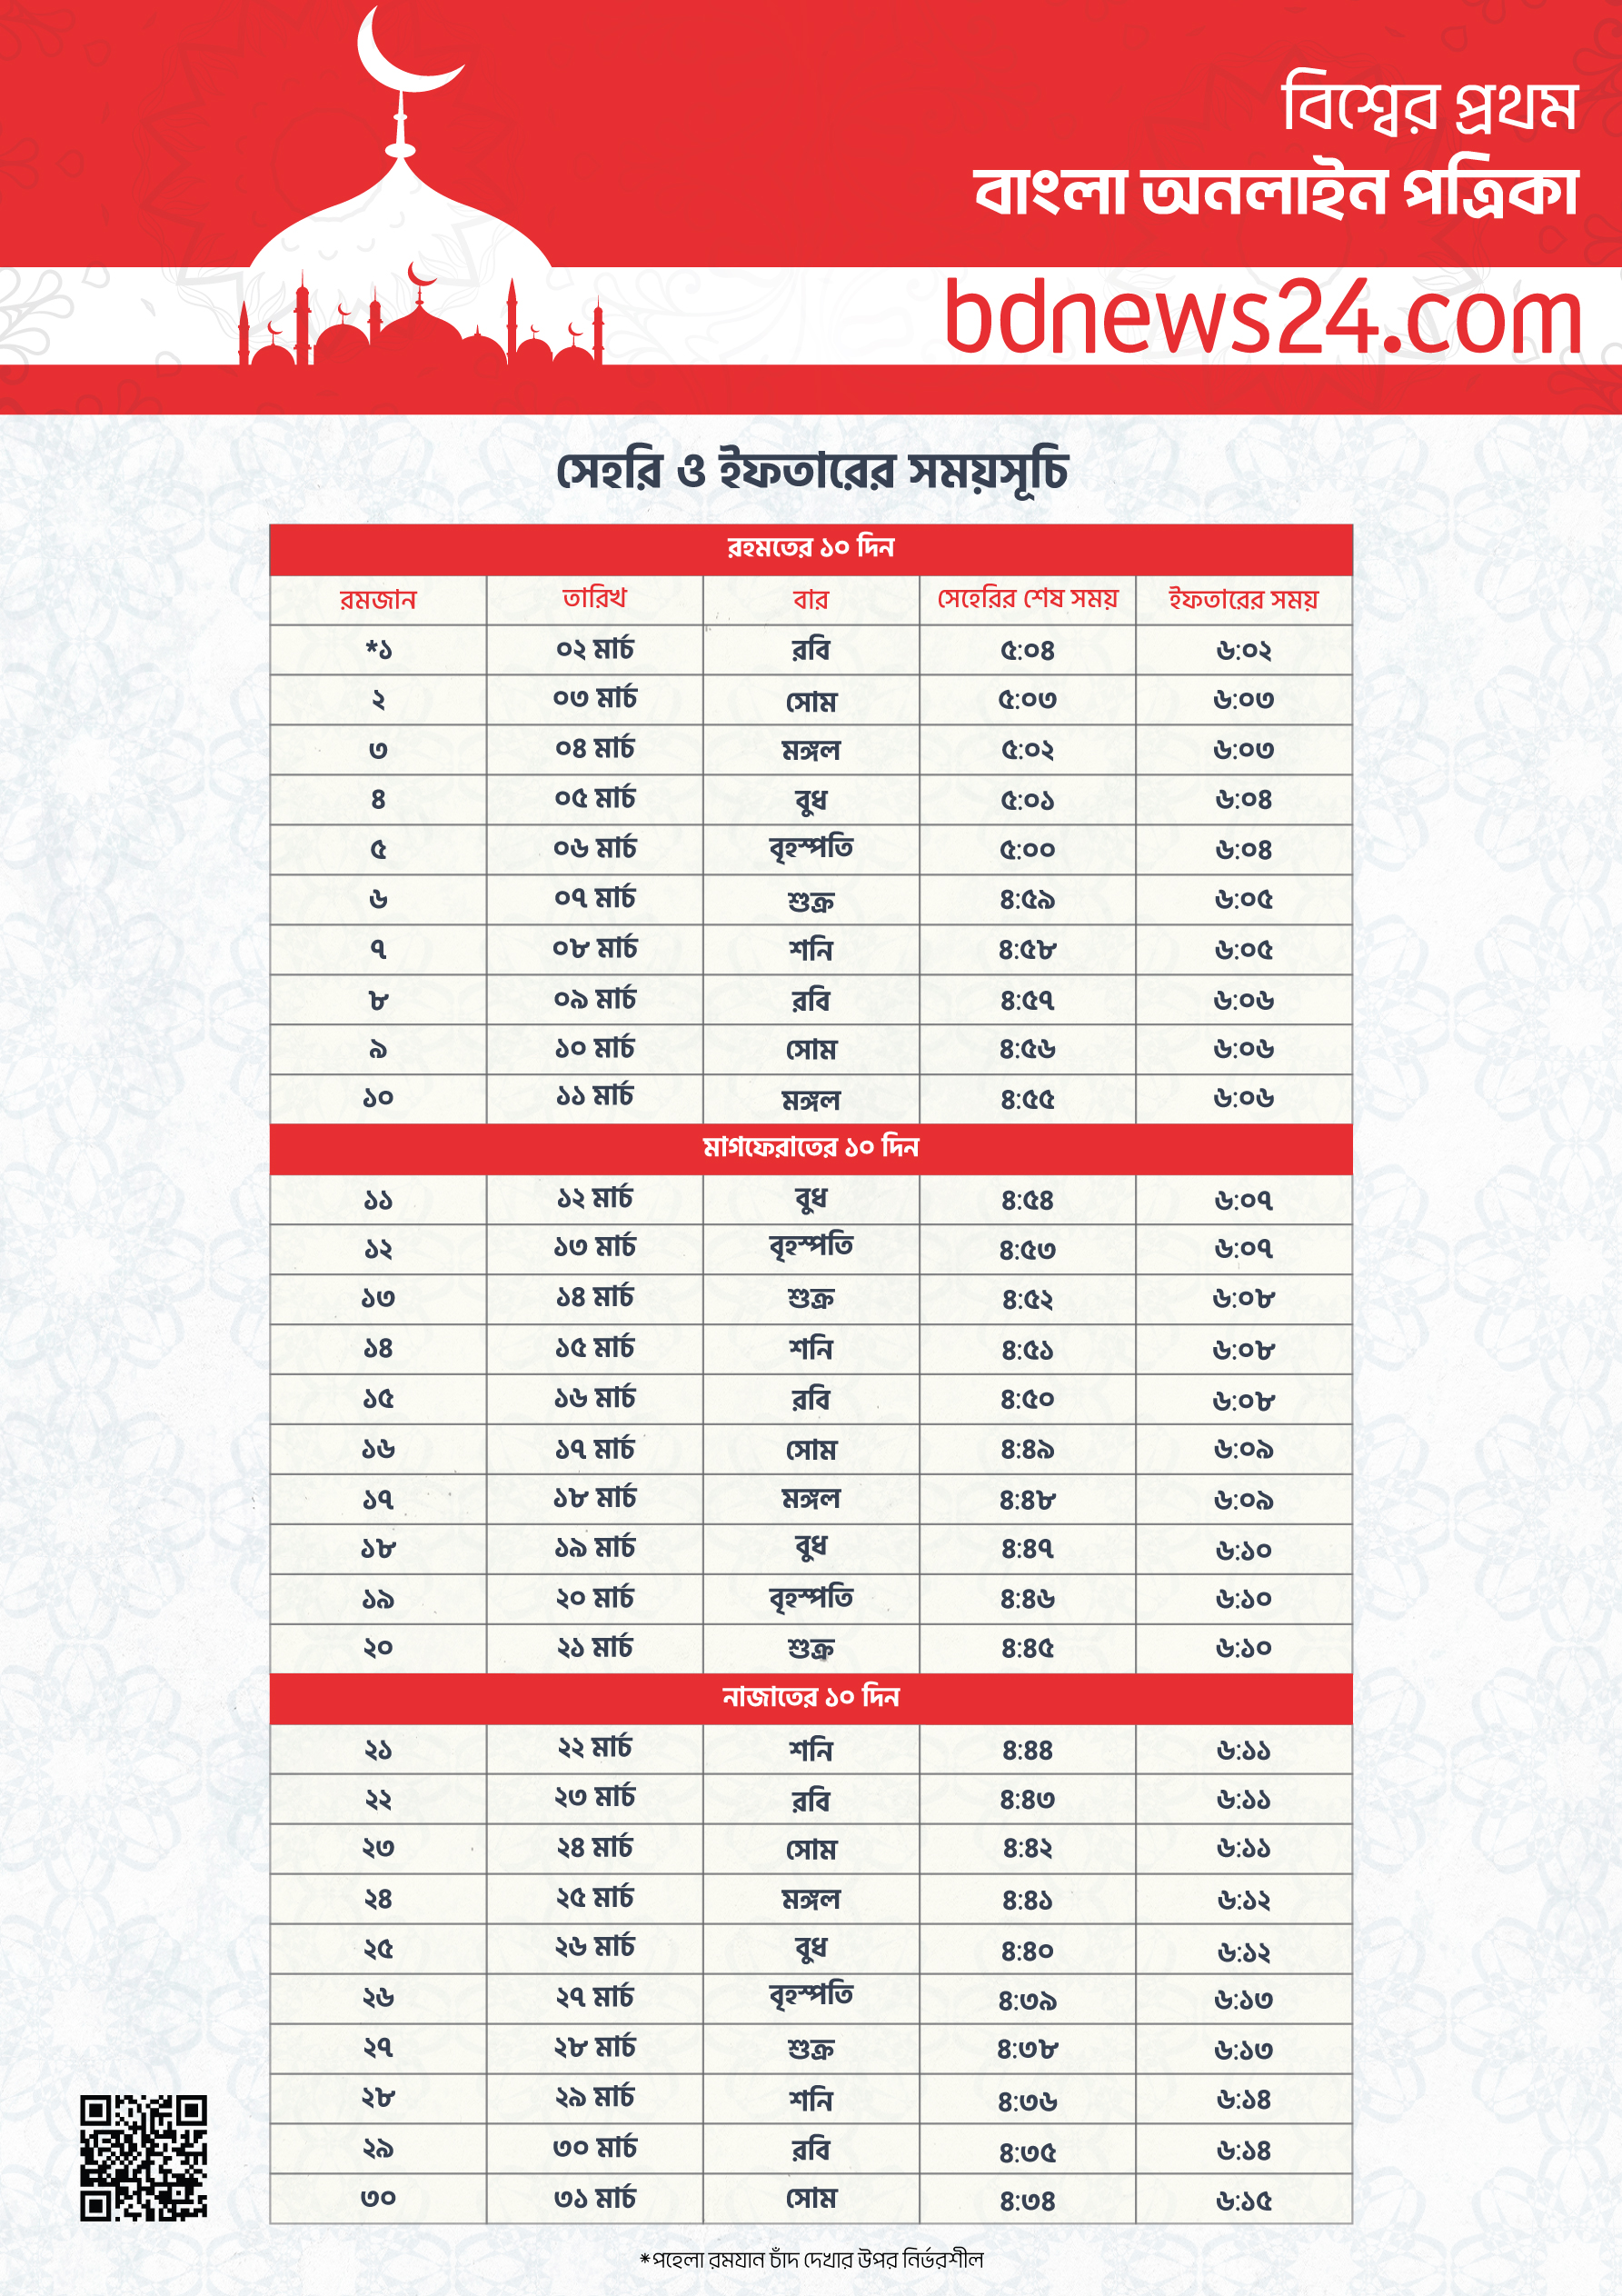 বিশ্বের প্রথম
বাংলা অনলাইন পত্রিকা
bdnews24.com
সেহরি ও ইফতারের সময়সূচি
রহমতের ১০ দিন
রমজান তারিখ বার সেহেরির শেষ সময় ইফতারের সময়
*১ ০২ মার্চ রবি ৫:০৪ ৬:০২
২ ০৩ মার্চ সোম ৫:০৩ ৬:০৩
৩ ০৪ মার্চ মঙ্গল ৫:০২ ৬:০৩
৪ ০৫ মার্চ বুধ ৫:০১ ৬:০৪
৫ ০৬ মার্চ বৃহস্পতি ৫:০০ ৬:০৪
৬ ০৭ মার্চ শুক্র ৪:৫৯ ৬:০৫
৭ ০৮ মার্চ শনি ৪:৫৮ ৬:০৫
৮ ০৯ মার্চ রবি ৪:৫৭ ৬:০৬
৯ ১০ মার্চ সোম ৪:৫৬ ৬:০৬
১০ ১১ মার্চ মঙ্গল ৪:৫৫ ৬:০৬
মাগফেরাতের ১০ দিন
১১ ১২ মার্চ বুধ ৪:৫৪ ৬:০৭
১২ ১৩ মার্চ বৃহস্পতি ৪:৫৩ ৬:০৭
১৩ ১৪ মার্চ শুক্র ৪:৫২ ৬:০৮
১৪ ১৫ মার্চ শনি ৪:৫১ ৬:০৮
১৫ ১৬ মার্চ রবি ৪:৫০ ৬:০৮
১৬ ১৭ মার্চ সোম ৪:৪৯ ৬:০৯
১৭ ১৮ মার্চ মঙ্গল ৪:৪৮ ৬:০৯
১৮ ১৯ মার্চ বুধ ৪:৪৭ ৬:১০
১৯ ২০ মার্চ বৃহস্পতি ৪:৪৬ ৬:১০
২০ ২১ মার্চ শুক্র ৪:৪৫ ৬:১০
নাজাতের ১০ দিন
২১ ২২ মার্চ শনি ৪:৪৪ ৬:১১
২২ ২৩ মার্চ রবি ৪:৪৩ ৬:১১
২৩ ২৪ মার্চ সোম ৪:৪২ ৬:১১
২৪ ২৫ মার্চ মঙ্গল ৪:৪১ ৬:১২
২৫ ২৬ মার্চ বুধ ৪:৪০ ৬:১২
২৬ ২৭ মার্চ বৃহস্পতি ৪:৩৯ ৬:১৩
২৭ ২৮ মার্চ শুক্র ৪:৩৮ ৬:১৩
২৮ ২৯ মার্চ শনি ৪:৩৬ ৬:১৪
২৯ ৩০ মার্চ রবি ৪:৩৫ ৬:১৪
৩০ ৩১ মার্চ সোম ৪:৩৪ ৬:১৫
*পহেলা রমযান চাঁদ দেখার উপর নির্ভরশীল